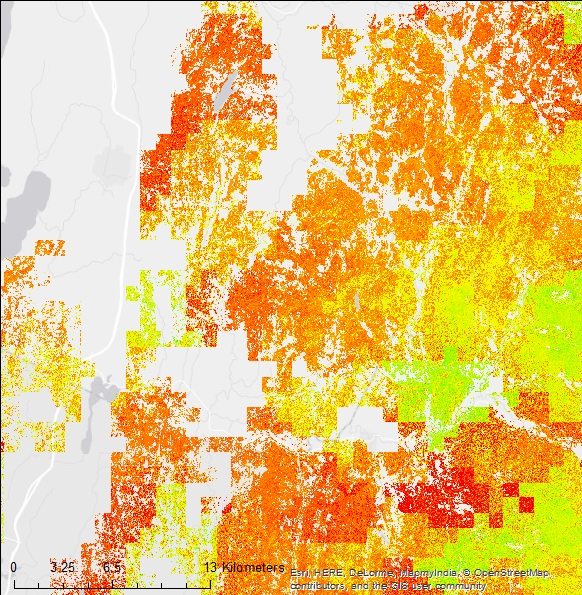 0 3.25 6.5 13 Kilometers
Esri, HERE, DeLorme, MapmyIndia, © OpenStreetMap
contributors, and the GIS user community